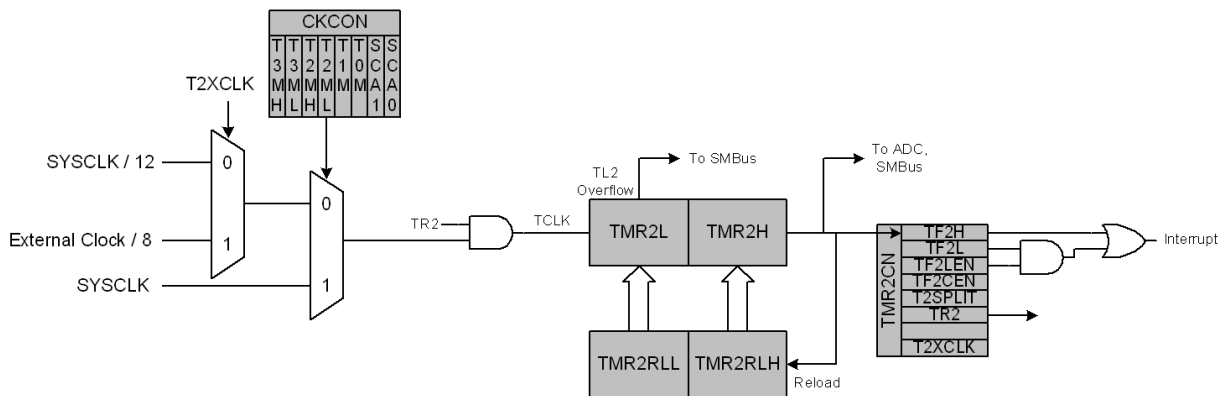 CKCON
T3MH
T3ML
T2MH
T2ML
T1M
T0M
SCA1
SCA0
T2XCLK
SYSCLK / 12
0
External Clock / 8
1
SYSCLK
0
1
TR2
TCLK
TL2
Overflow
To SMBus
To ADC,
SMBus
TMR2L
TMR2H
TMR2RLL
TMR2RLH
Reload
TMR2CN
TF2H
TF2L
TF2LEN
TF2CEN
T2SPLIT
TR2
T2XCLK
Interrupt